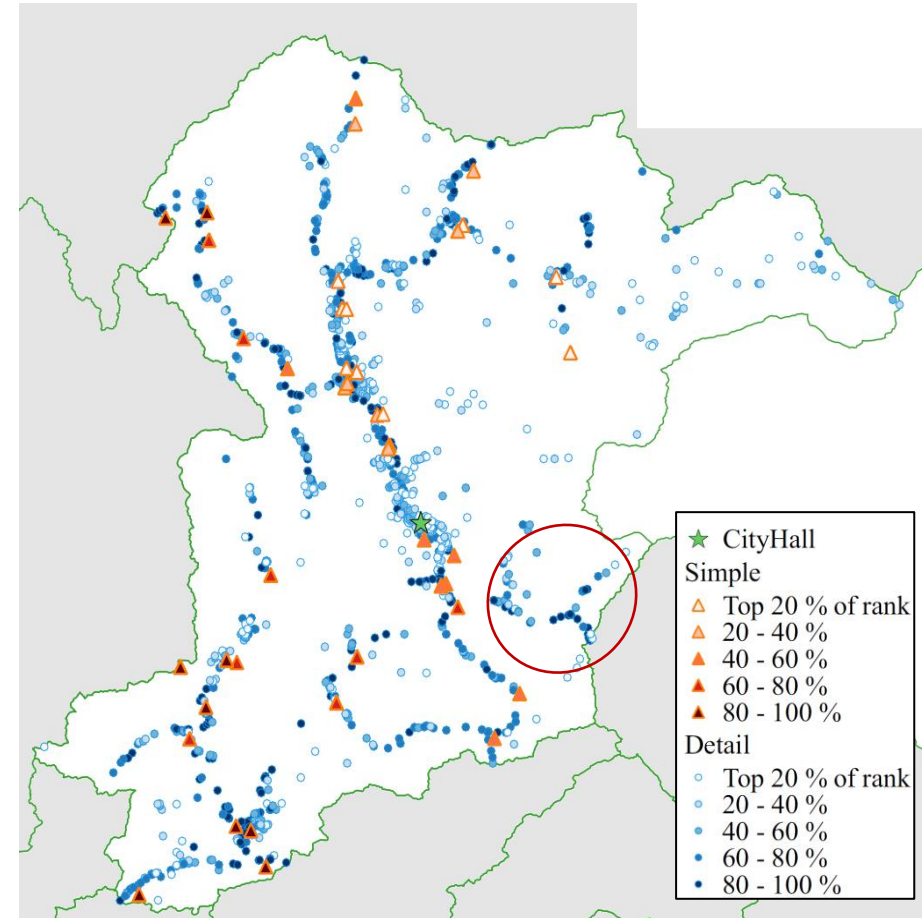 CityHall
Simple
Top 20 % of rank
20 - 40 %
40 - 60 %
60 - 80 %
80 - 100 %
Detail
Top 20 % of rank
20 - 40 %
40 - 60 %
60 - 80 %
80 - 100 %